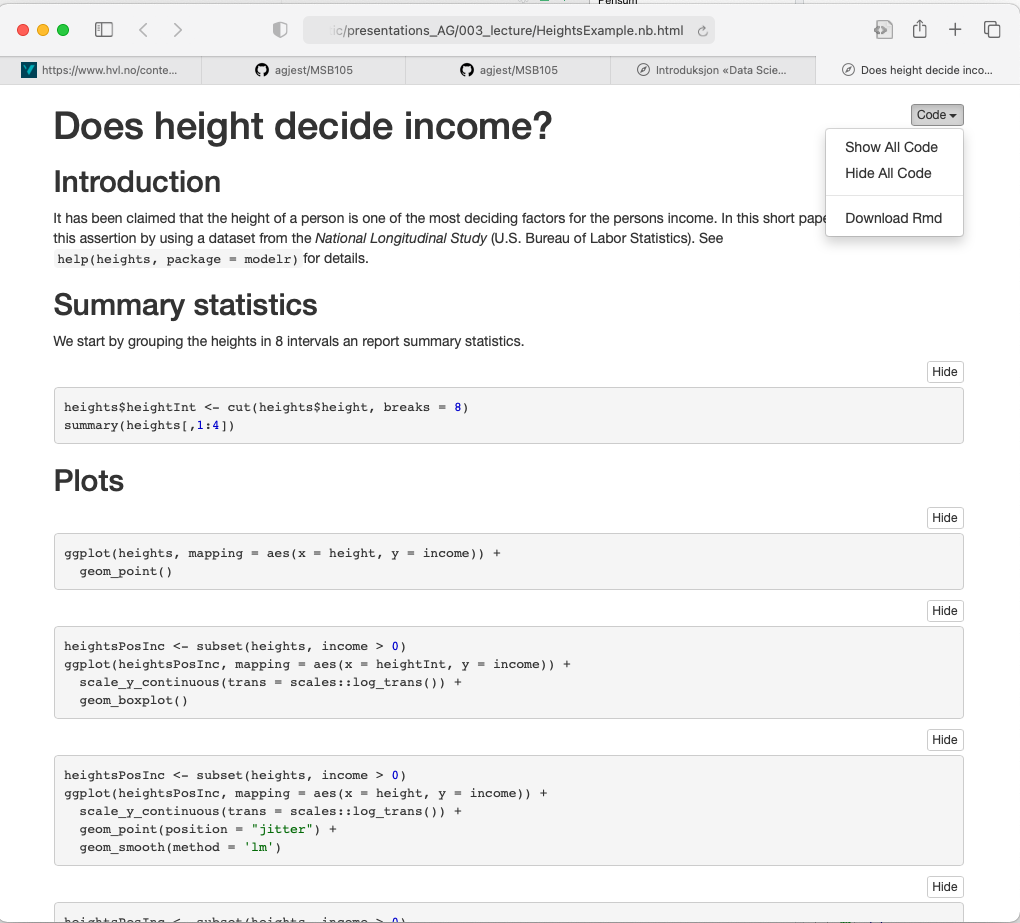 Persum
ic/presentations_AG/003_lecture/HeightsExample.nb.html
https://www.hvl.no/conte...
agjest/MSB105
agjest/MSB105
Introduksjon «Data Scie...
Does height decide inco...
Does height decide income?
Code
Show All Code
Hide All Code
Download Rmd
Introduction
It has been claimed that the height of a person is one of the most deciding factors for the persons income. In this short pape
this assertion by using a dataset from the National Longitudinal Study (U.S. Bureau of Labor Statistics). See
help(heights, package = modelr) for details.
Summary statistics
We start by grouping the heights in 8 intervals an report summary statistics.
Hide
heights$heightInt <- cut(heights$height, breaks = 8)
summary(heights[,1:4])
Plots
Hide
ggplot(heights, mapping = aes(x = height, y = income)) +
geom_point()
Hide
heightsPosInc <- subset(heights, income > 0)
ggplot(heightsPosInc, mapping = aes(x = heightInt, y = income)) +
scale_y_continuous(trans = scales::log_trans()) +
geom_boxplot()
Hide
heightsPosInc <- subset(heights, income > 0)
ggplot(heightsPosInc, mapping = aes(x = height, y = income)) +
scale_y_continuous(trans = scales::log_trans()) +
geom_point(position = "jitter") +
geom_smooth(method = 'lm')
Hide
heightsPosInc <- subset(heights, income > 0)